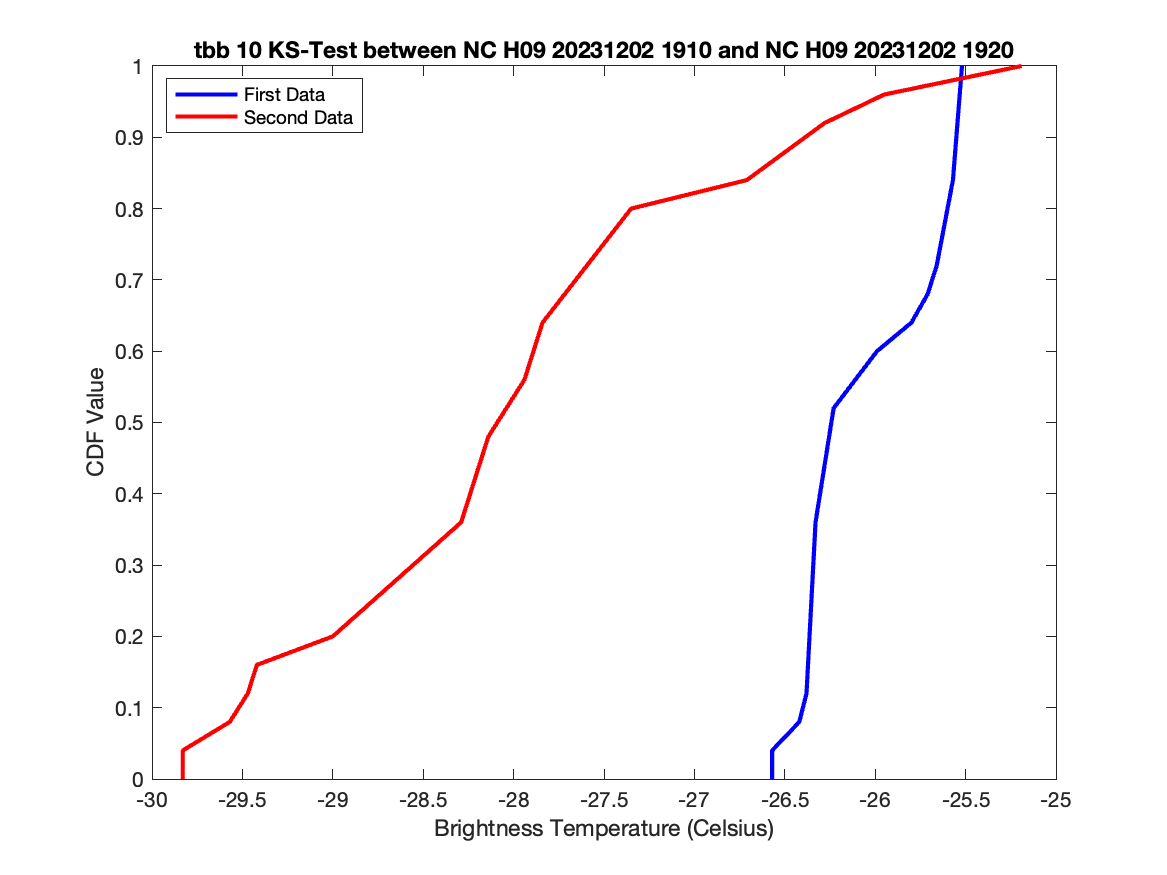 tbb 10 KS-Test between NC H09 20231202 1910 and NC H09 20231202 1920
First Data
Second Data
1
0.9
0.8
0.7
0.6
0.5
0.4
0.3
0.2
0.1
0
CDF Value
-30 -29.5 -29 -28.5 -28 -27.5 -27 -26.5 -26 -25.5 -25
Brightness Temperature (Celsius)